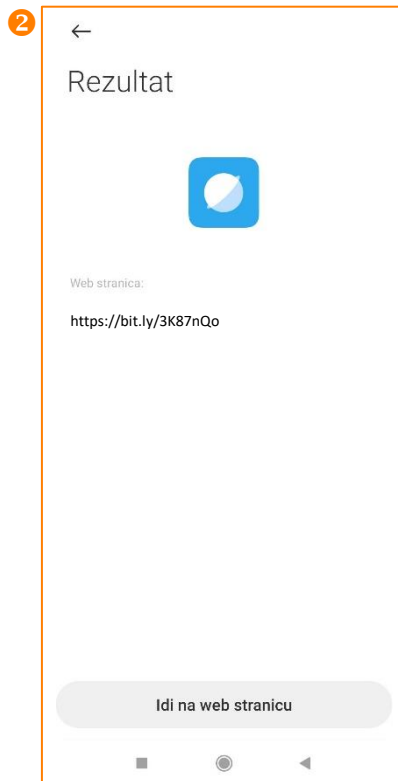 2
Rezultat
Web stranica:
https://bit.ly/3K87nQo
Idi na web stranicu